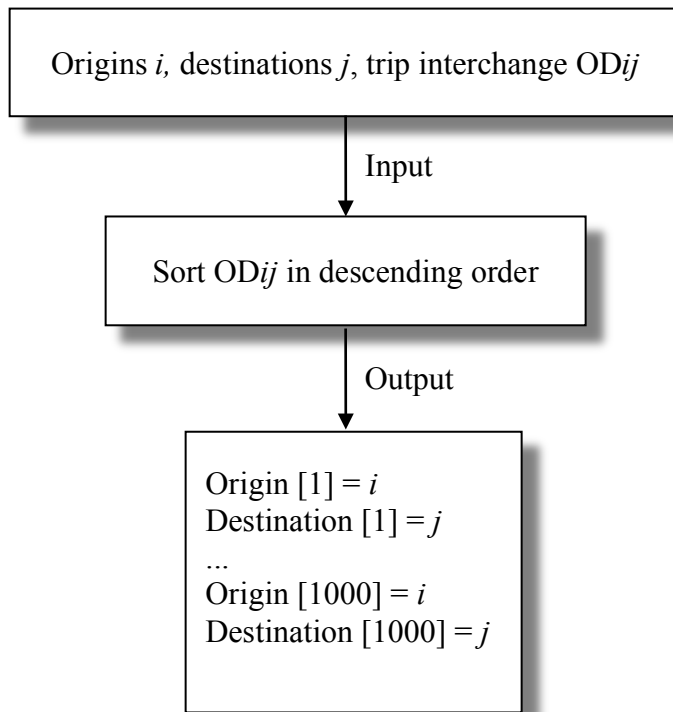 Origins i, destinations j, trip interchange ODij
Input
Sort ODij in descending order
Output
Origin [1] = i
Destination [1] = j
...
Origin [1000] = i
Destination [1000] = j